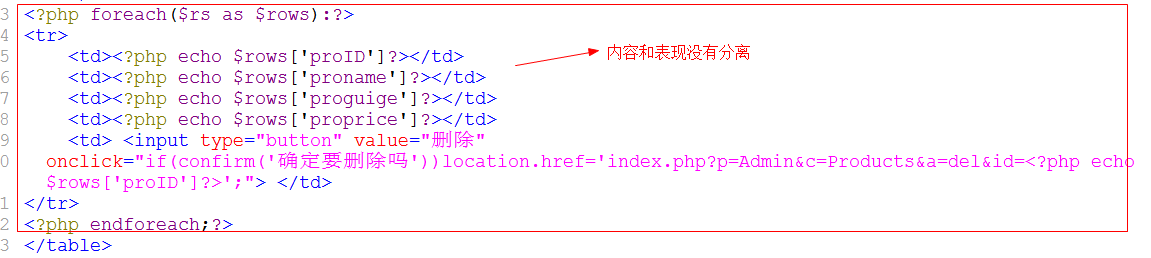 3 <?php foreach($rs as $rows):?>
4 <tr>
5 <td><?php echo $rows['proID']?></td>
内容和表现没有分离
6 <td><?php echo $rows['proname']?></td>
7 <td><?php echo $rows['proguige']?></td>
8 <td><?php echo $rows['proprice']?></td>
9 <td> <input type="button" value="删除"
0 onclick="if(confirm('确定要删除吗'))location.href='index.php?p=Admin&c=Products&a=del&id=<?php echo
$rows['proID']?>';"> </td>
1 </tr>
2 <?php endforeach;?>
3 </table>